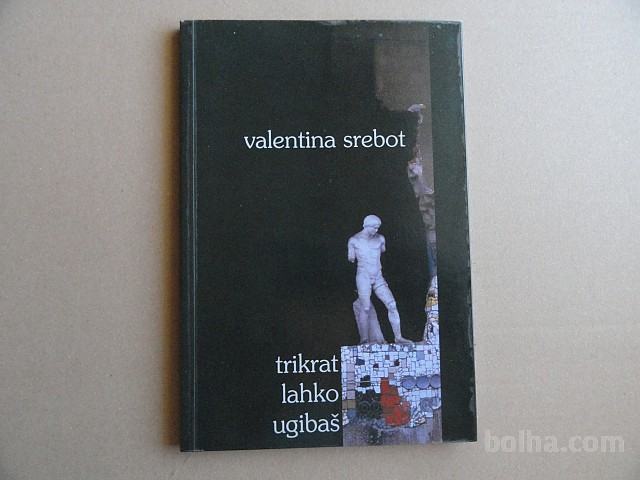 valentina srebot
trikrat
lahko
ugibaš
bolha.com